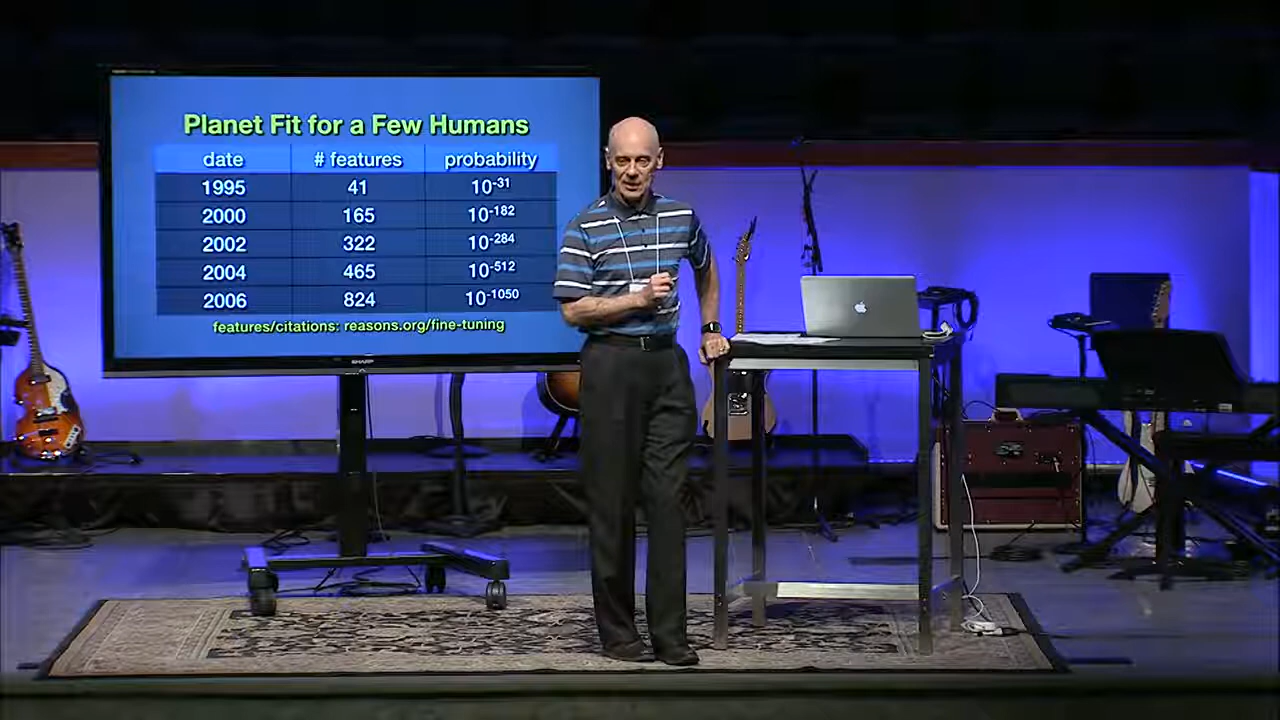 Planet Fit for a Few Humans
date # features probability
1995 41 10⁻³¹
2000 165 10⁻¹⁸²
2002 322 10⁻²⁸⁴
2004 465 10⁻⁵¹²
2006 824 10⁻¹⁰⁵⁰
features/citations: reasons.org/fine-tuning
SHARP